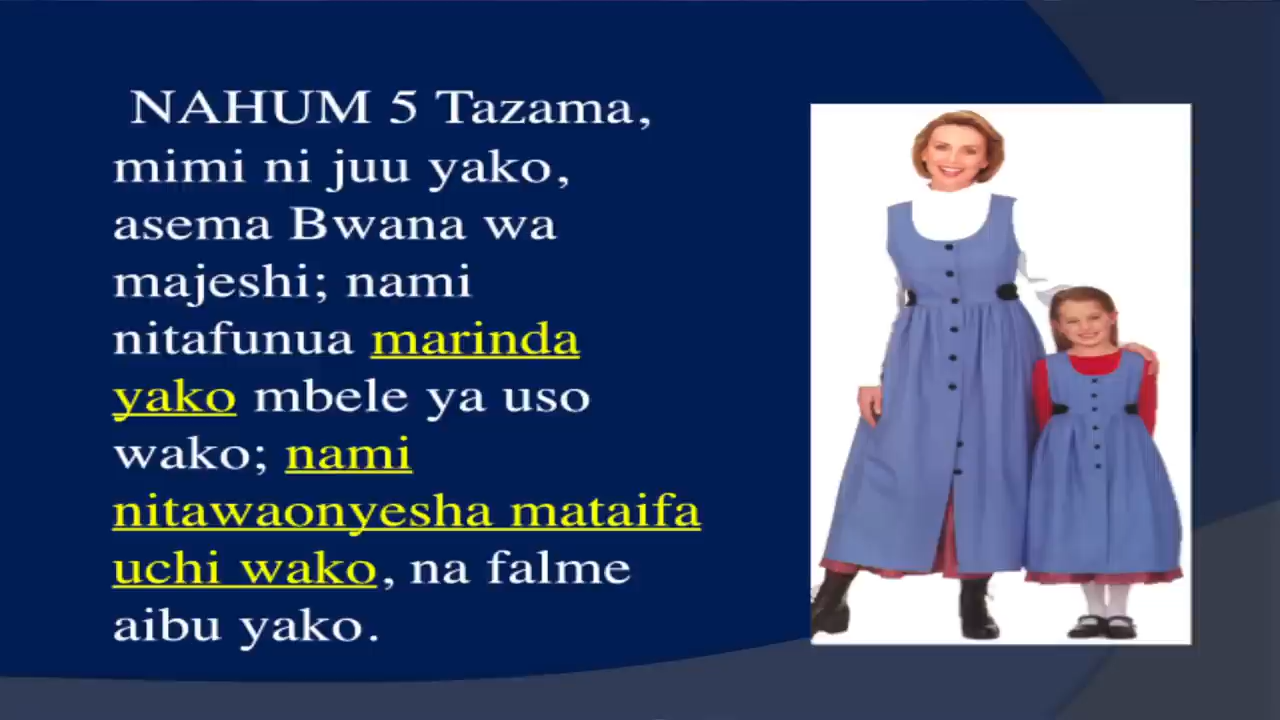 NAHUM 5 Tazama,
mimi ni juu yako,
asema Bwana wa
majeshi; nami
nitafunua marinda
yako mbele ya uso
wako; nami
nitawaonyesha mataifa
uchi wako, na falme
aibu yako.